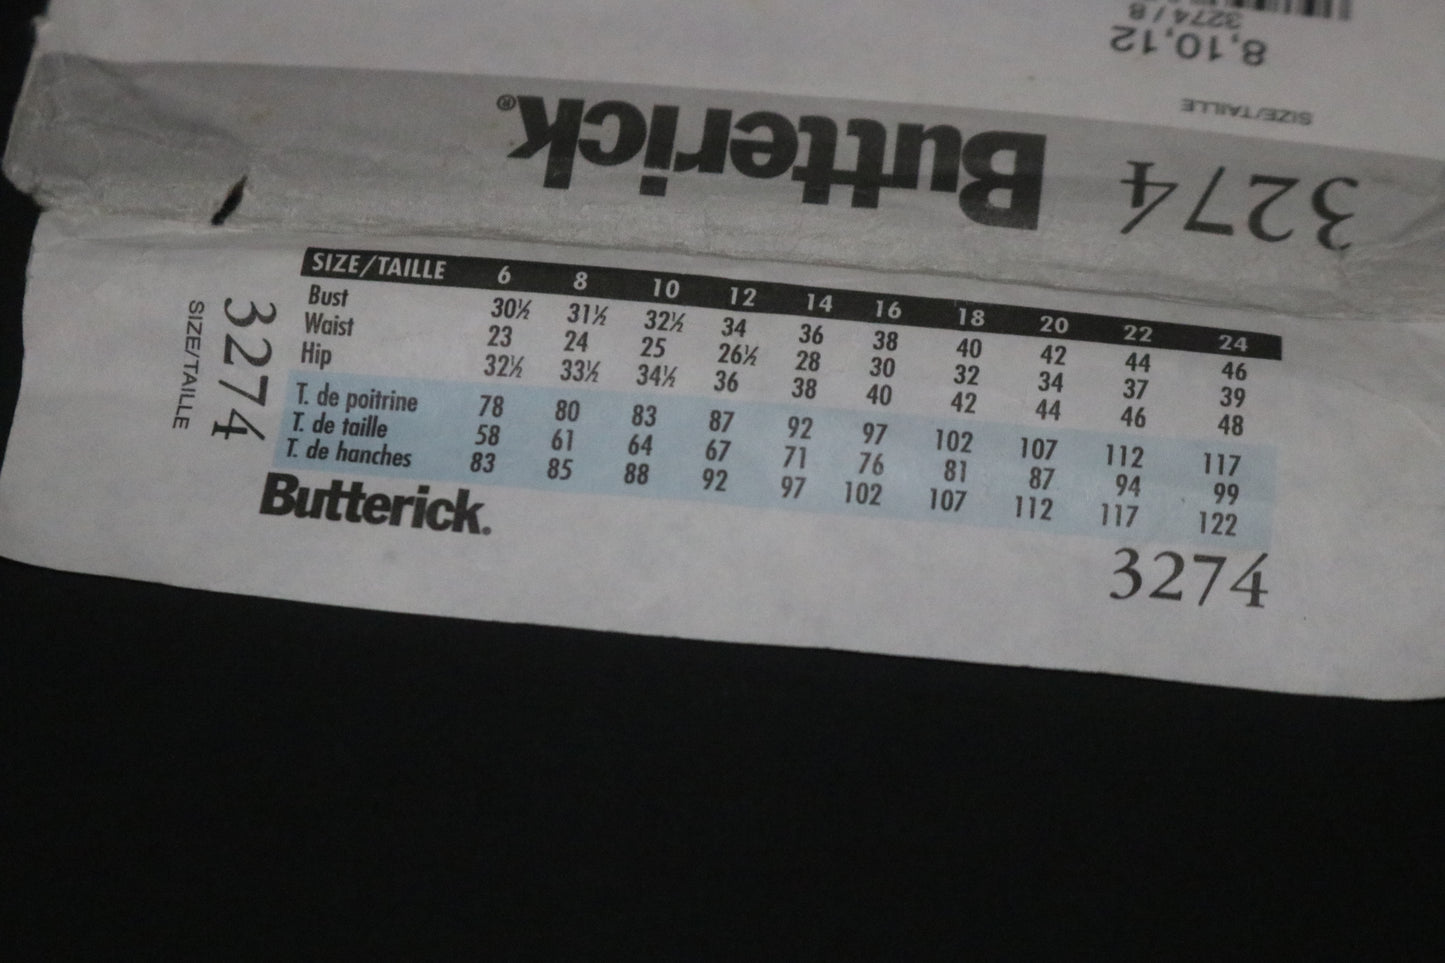 3274/8
8,10,12
SIZE/TAILLE
3274 Butterick®
3274
SIZE/TAILLE
SIZE/TAILLE 6 8 10 12 14 16 18 20 22 24
Bust 30½ 31½ 32½ 34 36 38 40 42 44 46
Waist 23 24 25 26½ 28 30 32 34 37 39
Hip 32½ 33½ 34½ 36 38 40 42 44 46 48
T. de poitrine 78 80 83 87 92 97 102 107 112 117
T. de taille 58 61 64 67 71 76 81 87 94 99
T. de hanches 83 85 88 92 97 102 107 112 117 122
Butterick.
3274